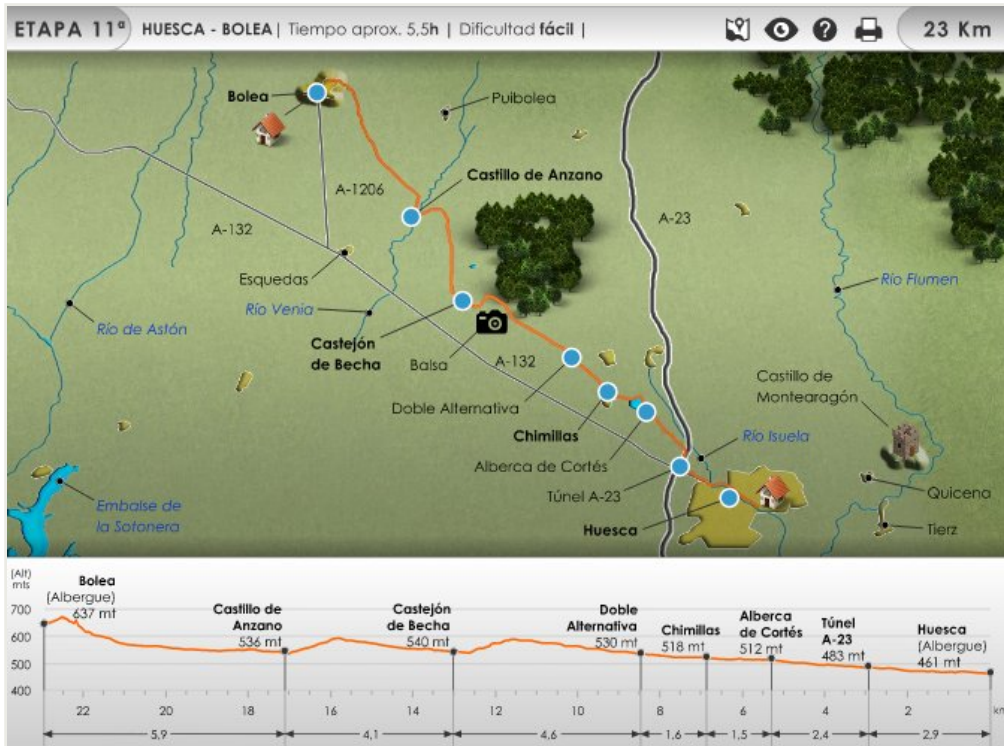 ETAPA 11ª HUESCA - BOLEA | Tiempo aprox. 5,5h | Dificultad fácil | 23 Km
Bolea
Puibolea
Castillo de Anzano
A-1206
A-23
A-132
Esquedas
Río Flumen
Río Venia
Río de Astón
Castejón
de Becha
Balsa
A-132
Castillo de
Montearagón
Doble Alternativa
Chimillas
Río Isuela
Alberca de Cortés
Túnel A-23
Quicena
Embalse de
la Sotonera
Huesca
Tierz
(Alt)
mts
Bolea
(Albergue)
637 mt
Castillo de
Anzano
536 mt
Castejón
de Becha
540 mt
Doble
Alternativa
530 mt
Chimillas
518 mt
Alberca
de Cortés
512 mt
Túnel
A-23
483 mt
Huesca
(Albergue)
461 mt
700
600
500
400
22 20 18 16 14 12 10 8 6 4 2 km
5,9 4,1 4,6 1,6 1,5 2,4 2,9